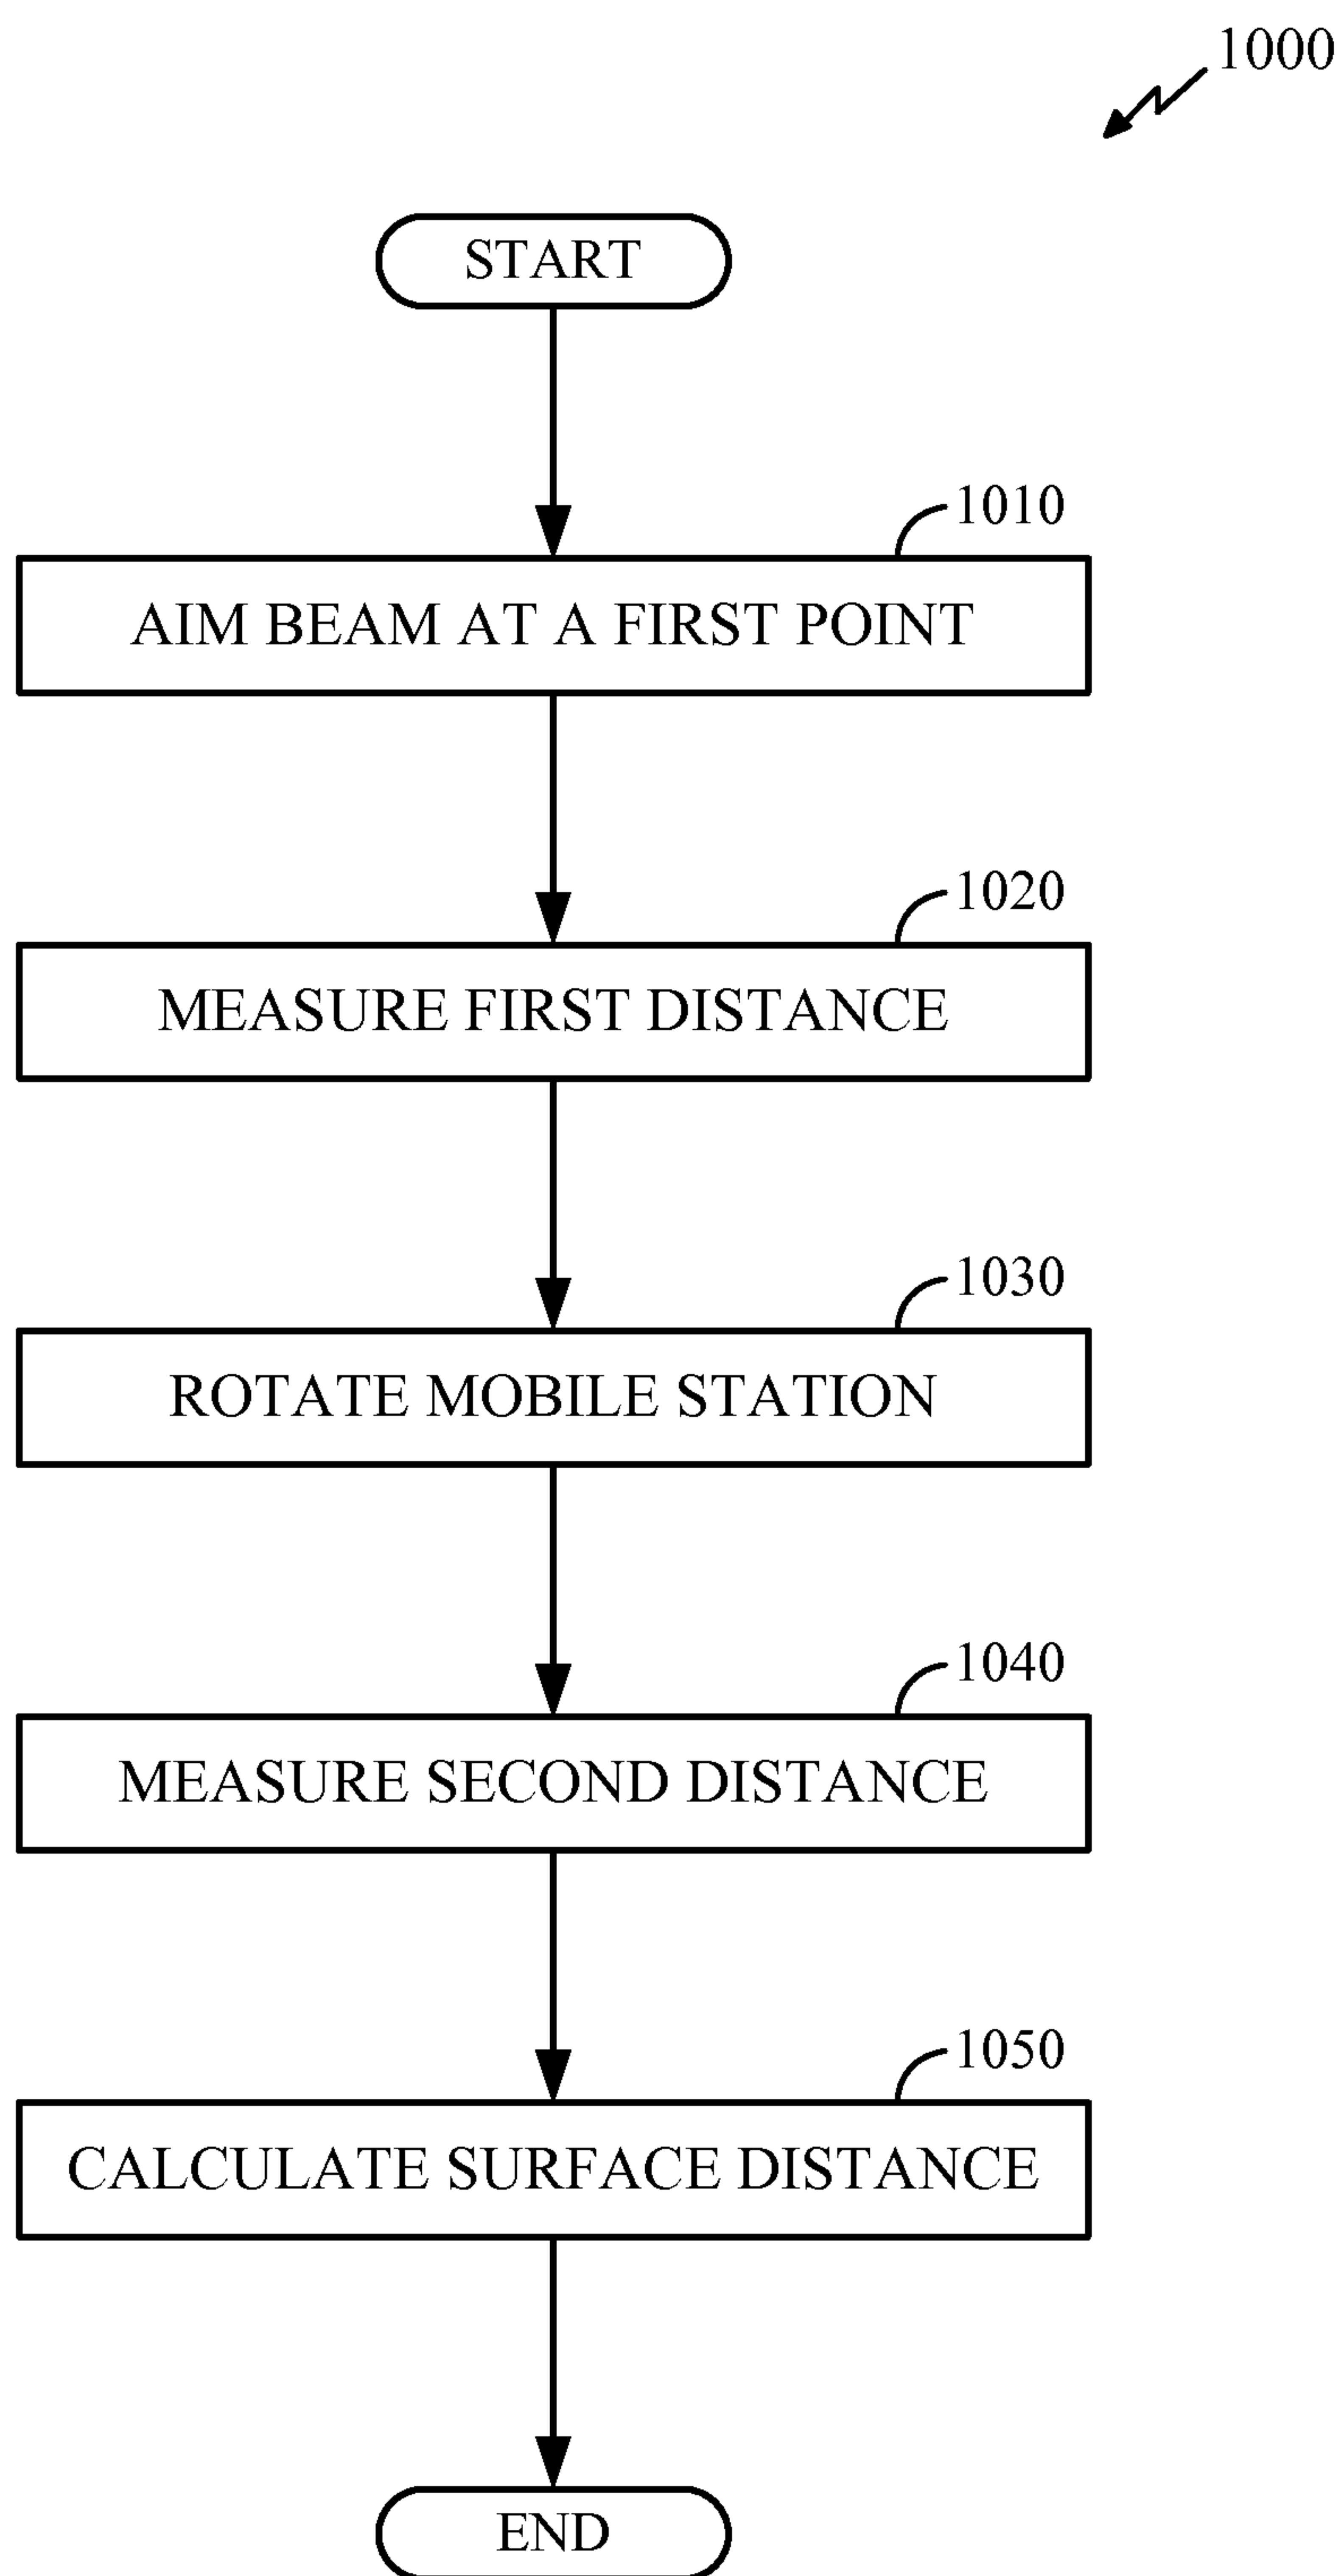 1000
START
1010
AIM BEAM AT A FIRST POINT
1020
MEASURE FIRST DISTANCE
1030
ROTATE MOBILE STATION
1040
MEASURE SECOND DISTANCE
1050
CALCULATE SURFACE DISTANCE
END